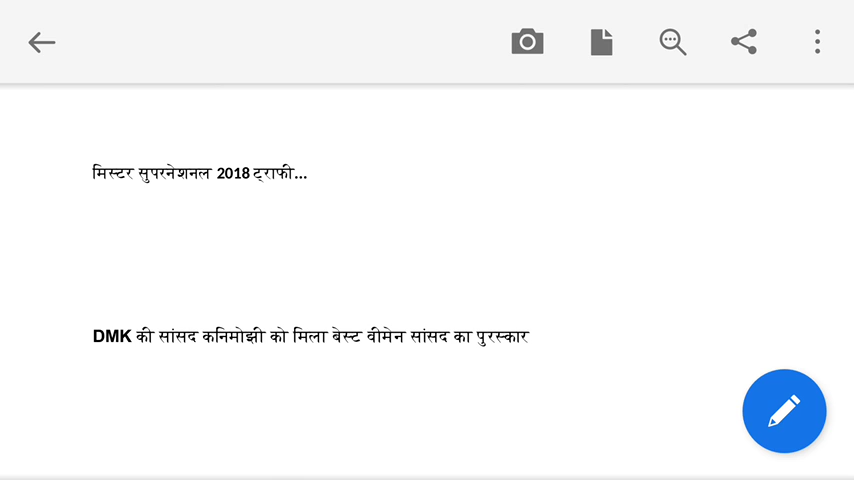 मिस्टर सुपरनेशनल 2018 ट्राफी...
DMK की सांसद कनिमोझी को मिला बेस्ट वीमेन सांसद का पुरस्कार